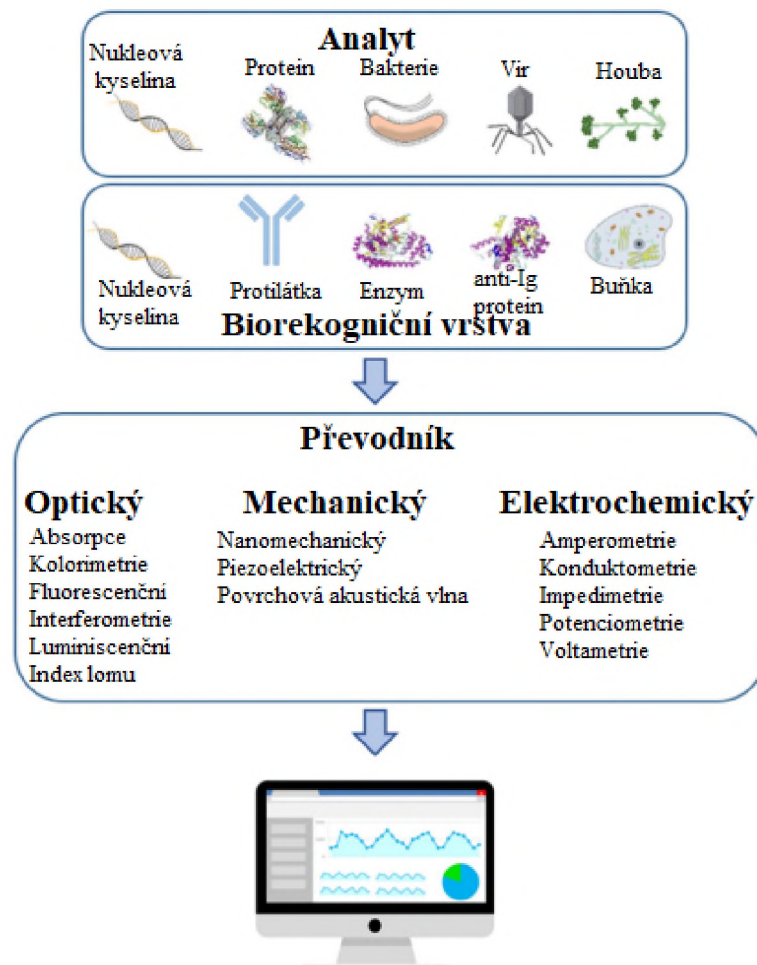 Analyt
Nukleová
kyselina
Protein
Bakterie
Vir
Houba
Nukleová
kyselina
Protilátka
Enzym
anti-Ig
protein
Buňka
Biorekogniční vrstva
Převodník
Optický
Absorpce
Kolorimetrie
Fluorescenční
Interferometrie
Luminiscenční
Index lomu
Mechanický
Nanomechanický
Piezoelektrický
Povrchová akustická vlna
Elektrochemický
Amperometrie
Konduktometrie
Impedimetrie
Potenciometrie
Voltametrie